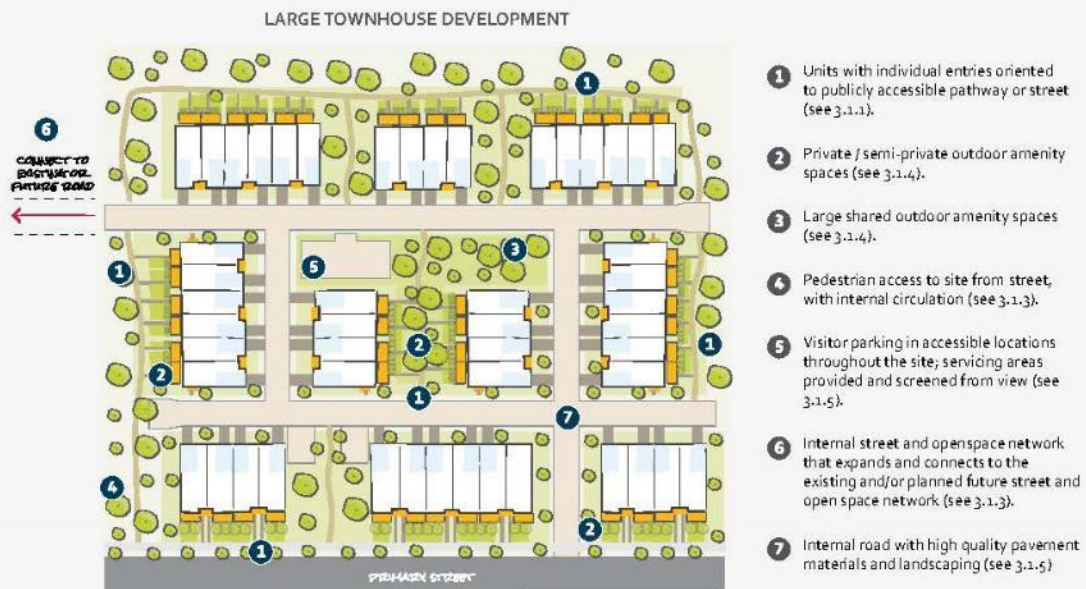 LARGE TOWNHOUSE DEVELOPMENT
1
6
CONNECT TO
EXISTING OR
FUTURE ROAD
3
5
1
2
1
2
1
7
4
2
1
PRIMARY STREET
1 Units with individual entries oriented
to publicly accessible pathway or street
(see 3.1.1).
2 Private / semi-private outdoor amenity
spaces (see 3.1.4).
3 Large shared outdoor amenity spaces
(see 3.1.4).
4 Pedestrian access to site from street,
with internal circulation (see 3.1.3).
5 Visitor parking in accessible locations
throughout the site; servicing areas
provided and screened from view (see
3.1.5).
6 Internal street and openspace network
that expands and connects to the
existing and/or planned future street and
open space network (see 3.1.3).
7 Internal road with high quality pavement
materials and landscaping (see 3.1.5)